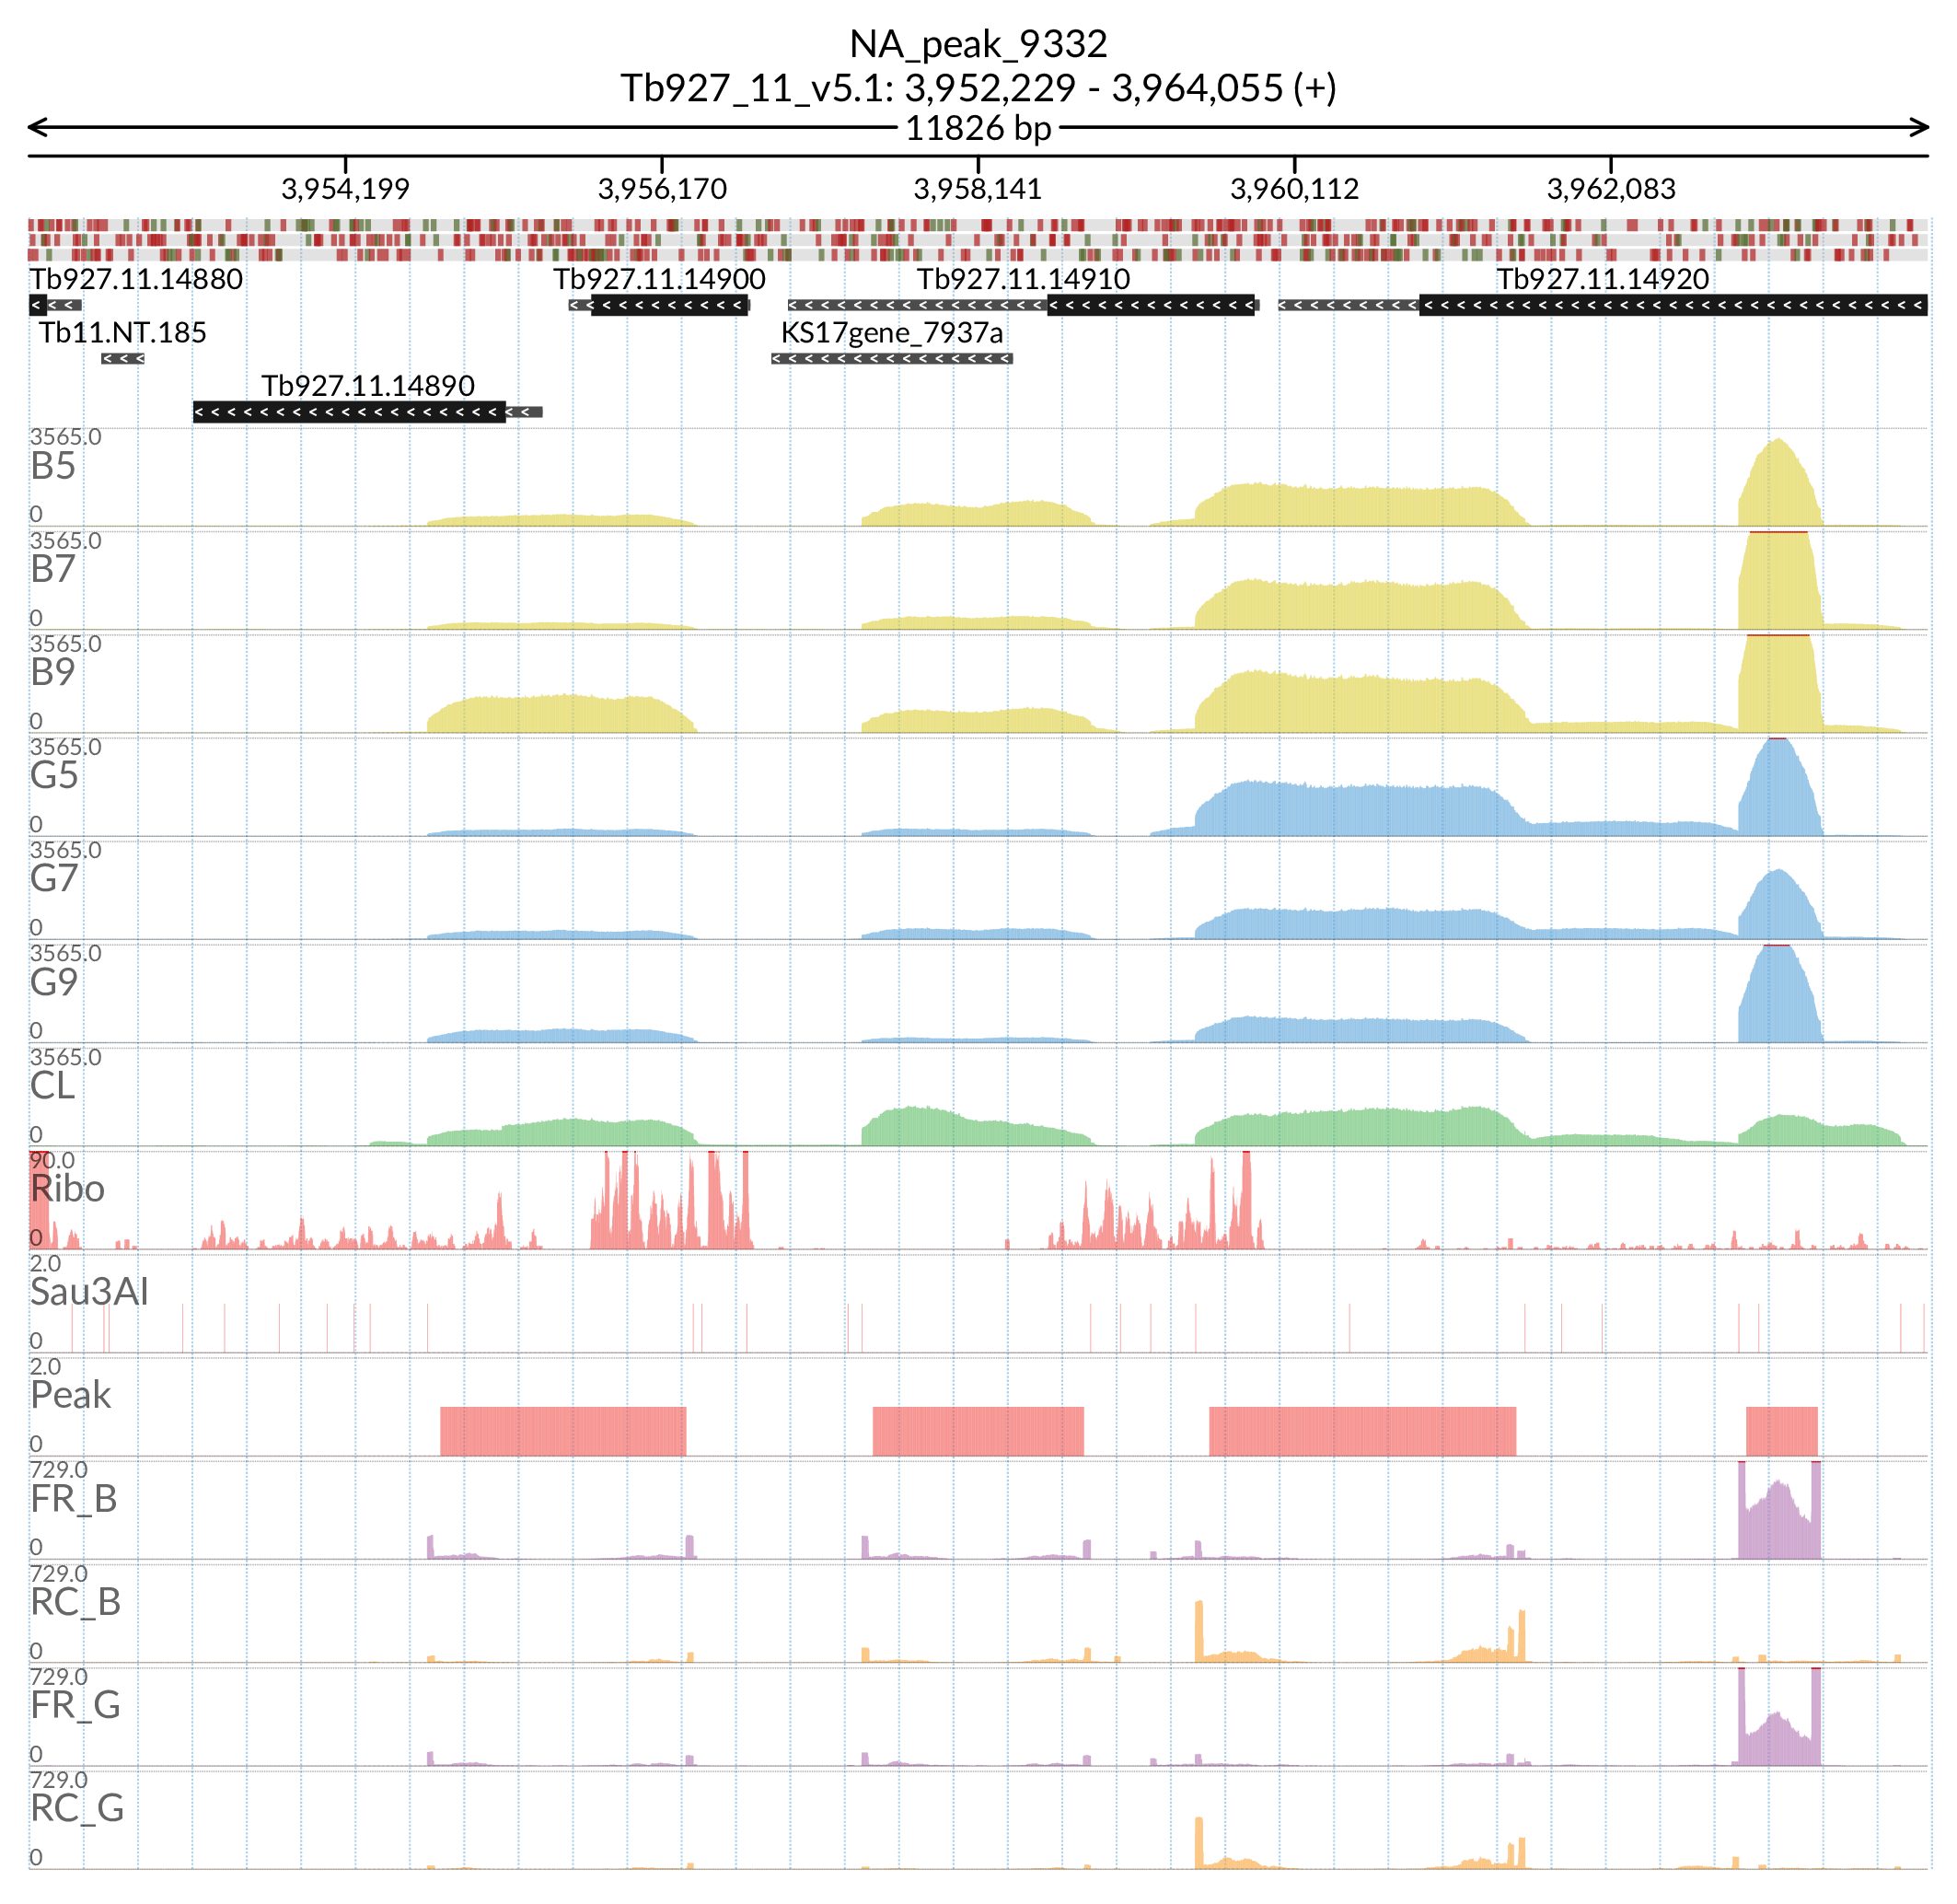 NA_peak_9332
Tb927_11_v5.1: 3,952,229 - 3,964,055 (+)
11826 bp
3,954,199 3,956,170 3,958,141 3,960,112 3,962,083
Tb927.11.14880 Tb927.11.14900 Tb927.11.14910 Tb927.11.14920
Tb11.NT.185 KS17gene_7937a
Tb927.11.14890
3565.0
B5
0
3565.0
B7
0
3565.0
B9
0
3565.0
G5
0
3565.0
G7
0
3565.0
G9
0
3565.0
CL
0
90.0
Ribo
0
2.0
Sau3AI
0
2.0
Peak
0
729.0
FR_B
0
729.0
RC_B
0
729.0
FR_G
0
729.0
RC_G
0